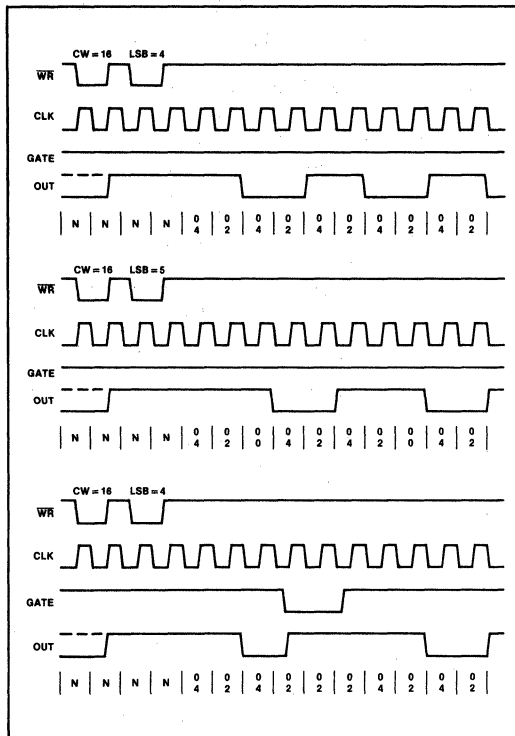 CW = 16 LSB = 4
WR
CLK
GATE
OUT
N N N N 0 0 0 0 0 0 0 0 0 0
4 2 4 2 4 2 4 2 4 2
CW = 16 LSB = 5
WR
CLK
GATE
OUT
N N N N 0 0 0 0 0 0 0 0 0 0
4 2 0 4 2 4 2 0 4 2
CW = 16 LSB = 4
WR
CLK
GATE
OUT
N N N N 0 0 0 0 0 0 0 0 0 0
4 2 4 2 2 2 4 2 4 2